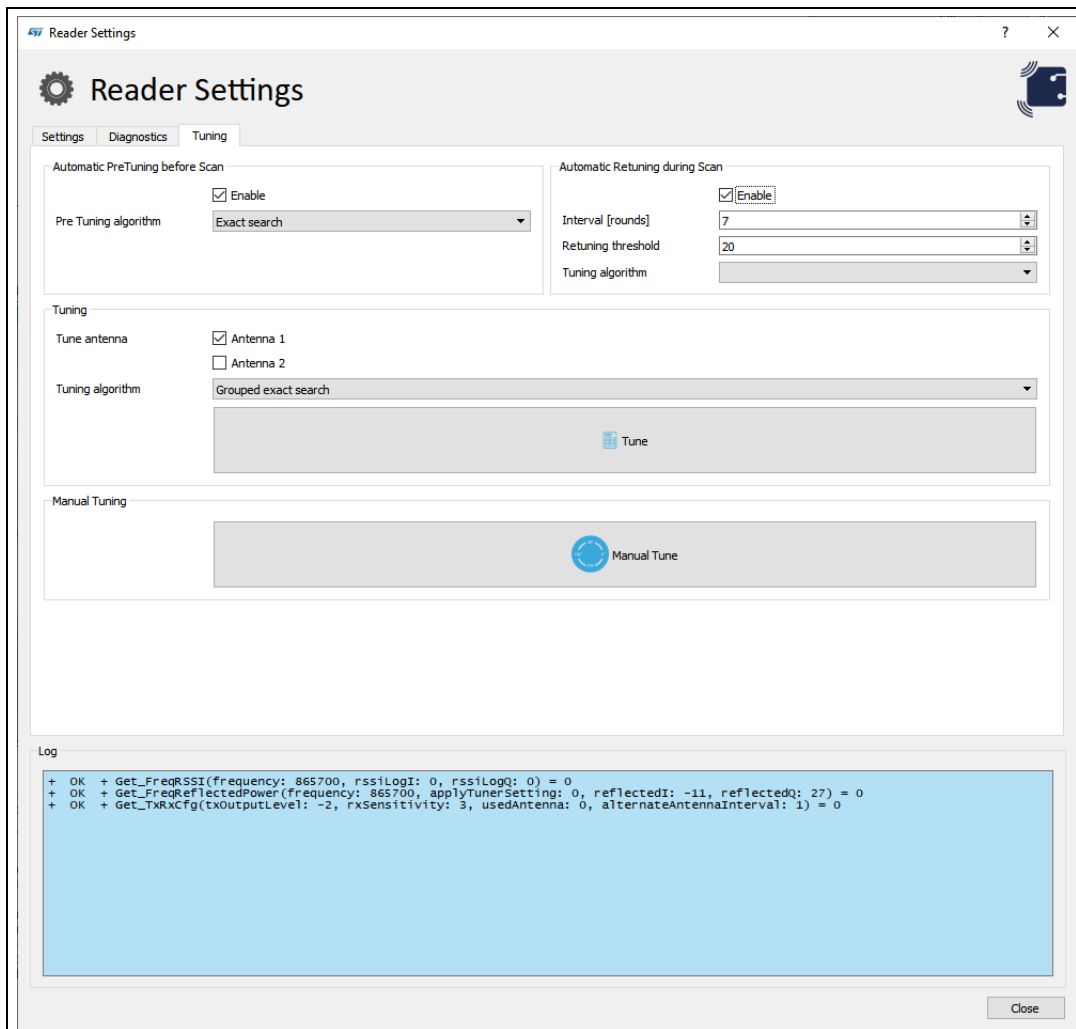 Reader Settings
?
Reader Settings
Settings Diagnostics Tuning
Automatic PreTuning before Scan
Enable
Pre Tuning algorithm Exact search
Automatic Retuning during Scan
Enable
Interval [rounds] 7
Retuning threshold 20
Tuning algorithm
Tuning
Tune antenna Antenna 1
Antenna 2
Tuning algorithm Grouped exact search
Tune
Manual Tuning
Manual Tune
Log
+ OK + Get_FreqRSSI(frequency: 865700, rssiLogI: 0, rssiLogQ: 0) = 0
+ OK + Get_FreqReflectedPower(frequency: 865700, applyTunerSetting: 0, reflectedI: -11, reflectedQ: 27) = 0
+ OK + Get_TxRxCfg(txOutputLevel: -2, rxSensitivity: 3, usedAntenna: 0, alternateAntennaInterval: 1) = 0
Close